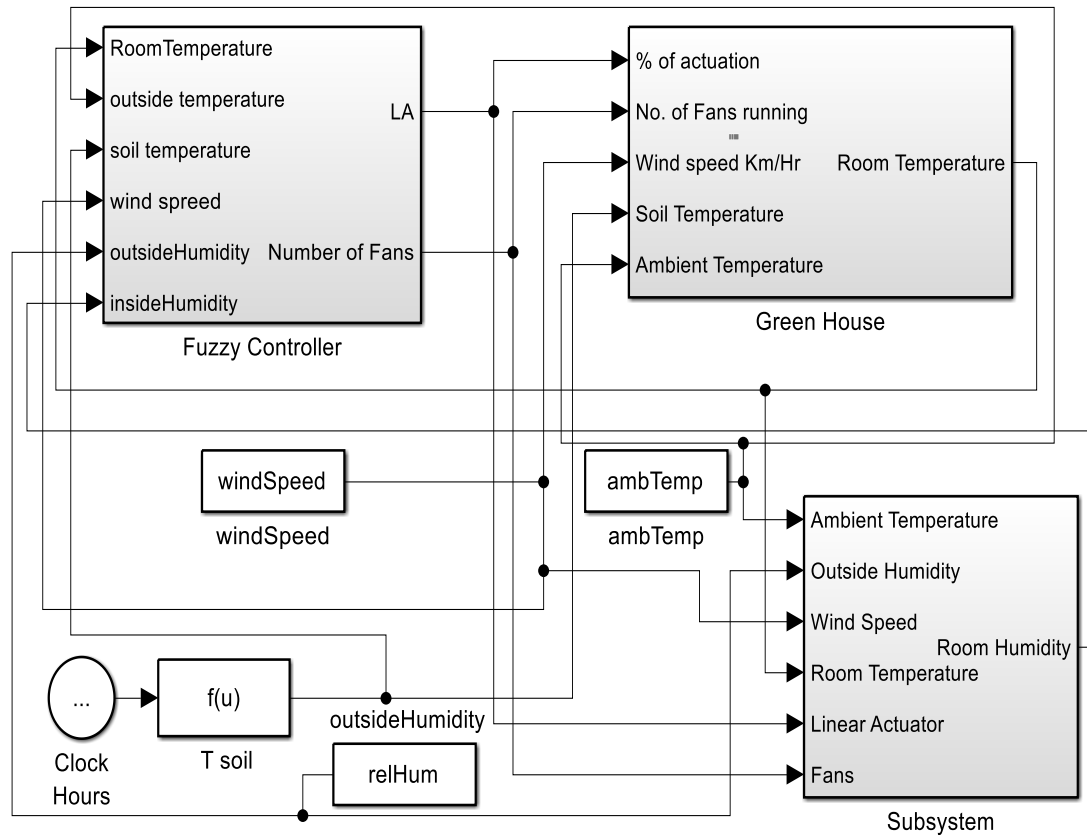 RoomTemperature
outside temperature
soil temperature
wind spreed
outsideHumidity
insideHumidity
LA
Number of Fans
Fuzzy Controller
% of actuation
No. of Fans running
Wind speed Km/Hr
Soil Temperature
Ambient Temperature
Room Temperature
Green House
windSpeed
windSpeed
ambTemp
ambTemp
Ambient Temperature
Outside Humidity
Wind Speed
Room Temperature
Linear Actuator
Fans
Room Humidity
Subsystem
...
Clock
Hours
f(u)
T soil
outsideHumidity
relHum